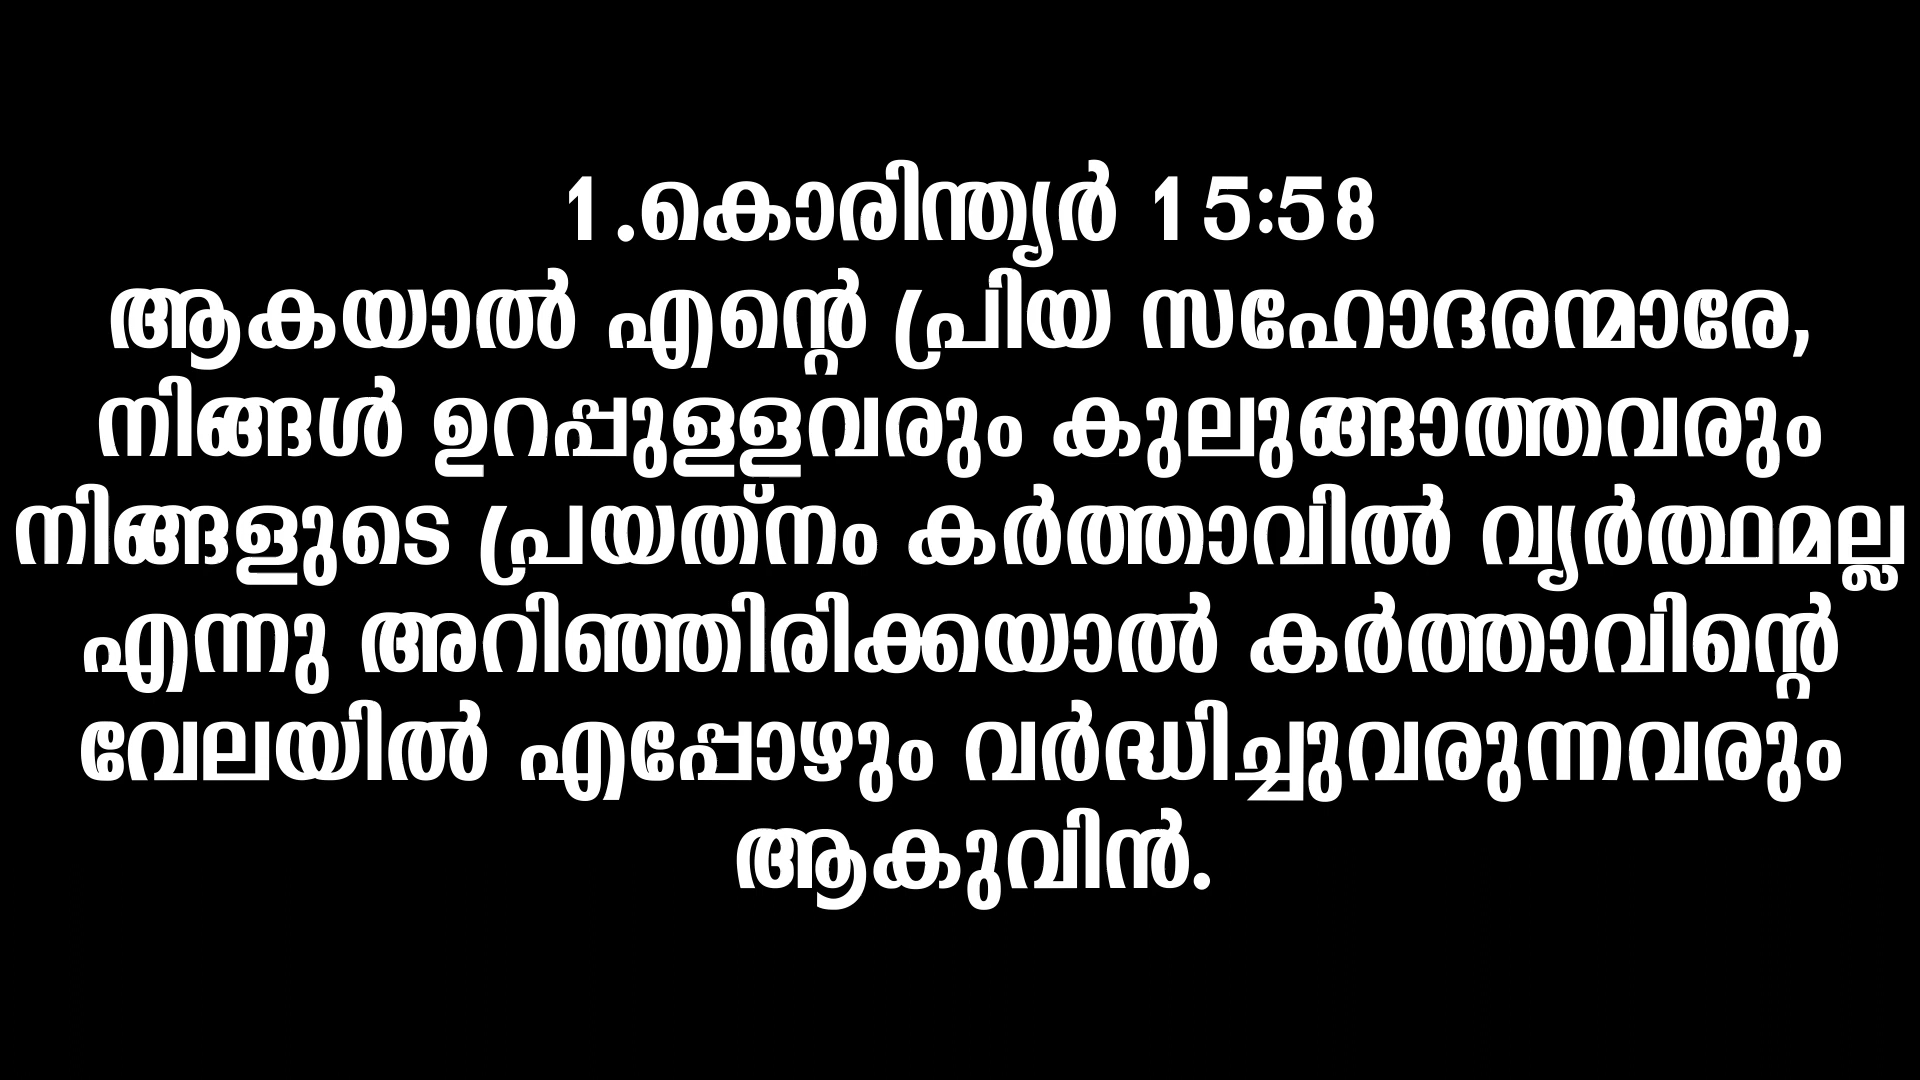 1.കൊരിന്ത്യർ 15:58
ആകയാൽ എന്റെ പ്രിയ സഹോദരന്മാരേ,
നിങ്ങൾ ഉറപ്പുള്ളവരും കുലുങ്ങാത്തവരും
നിങ്ങളുടെ പ്രയത്നം കർത്താവിൽ വ്യർത്ഥമല്ല
എന്നു അറിഞ്ഞിരിക്കയാൽ കർത്താവിന്റെ
വേലയിൽ എപ്പോഴും വർദ്ധിച്ചുവരുന്നവരും
ആകുവിൻ.